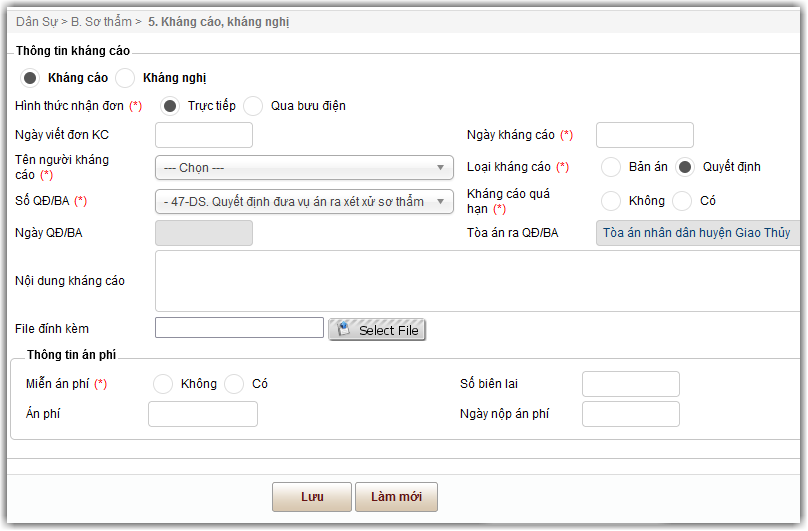 Dân Sự > B. Sơ thẩm > 5. Kháng cáo, kháng nghị
Thông tin kháng cáo
Kháng cáo Kháng nghị
Hình thức nhận đơn (*) Trực tiếp Qua bưu điện
Ngày viết đơn KC Ngày kháng cáo (*)
Tên người kháng
cáo (*) --- Chọn --- Loại kháng cáo (*) Bản án Quyết định
Số QĐ/BA (*) - 47-DS. Quyết định đưa vụ án ra xét xử sơ thẩm Kháng cáo quá
hạn (*) Không Có
Ngày QĐ/BA Tòa án ra QĐ/BA Tòa án nhân dân huyện Giao Thủy
Nội dung kháng cáo
File đính kèm Select File
Thông tin án phí
Miễn án phí (*) Không Có Số biên lai
Án phí Ngày nộp án phí
Lưu Làm mới